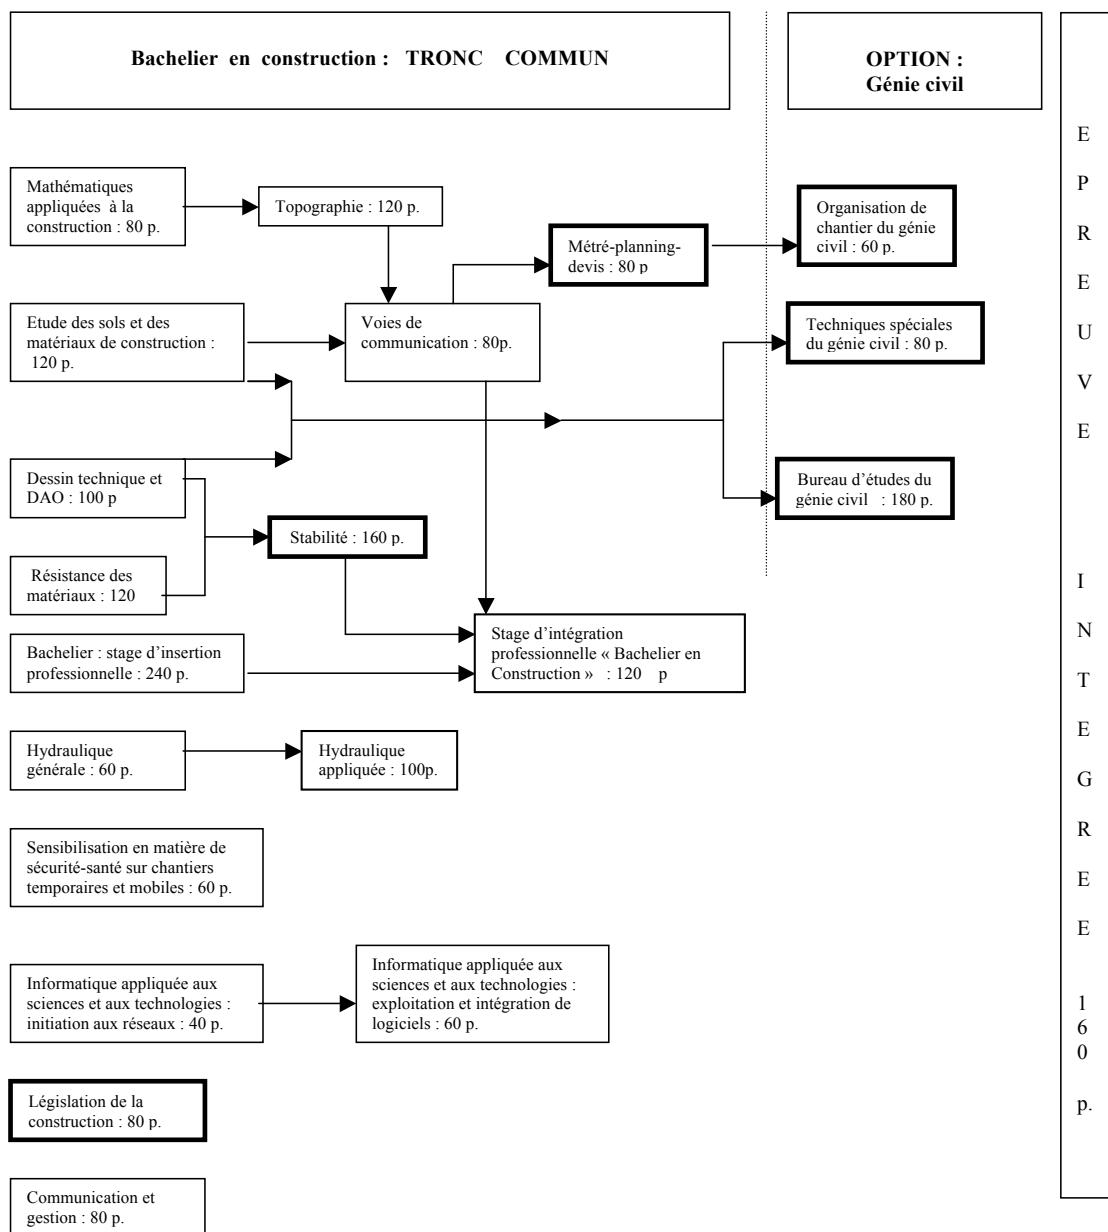 Bachelier en construction : TRONC COMMUN
OPTION :
Génie civil
Mathématiques
appliquées à la
construction : 80 p.
Topographie : 120 p.
Métré-planning-
devis : 80 p
Organisation de
chantier du génie
civil : 60 p.
Etude des sols et des
matériaux de construction :
120 p.
Voies de
communication : 80p.
Techniques spéciales
du génie civil : 80 p.
Dessin technique et
DAO : 100 p
Stabilité : 160 p.
Bureau d’études du
génie civil : 180 p.
Résistance des
matériaux : 120
Bachelier : stage d’insertion
professionnelle : 240 p.
Stage d’intégration
professionnelle « Bachelier en
Construction » : 120 p
Hydraulique
générale : 60 p.
Hydraulique
appliquée : 100p.
Sensibilisation en matière de
sécurité-santé sur chantiers
temporaires et mobiles : 60 p.
Informatique appliquée aux
sciences et aux technologies :
initiation aux réseaux : 40 p.
Informatique appliquée aux
sciences et aux technologies :
exploitation et intégration de
logiciels : 60 p.
Législation de la
construction : 80 p.
Communication et
gestion : 80 p.
E
P
R
E
U
V
E
I
N
T
E
G
R
E
E
1
6
0
p.